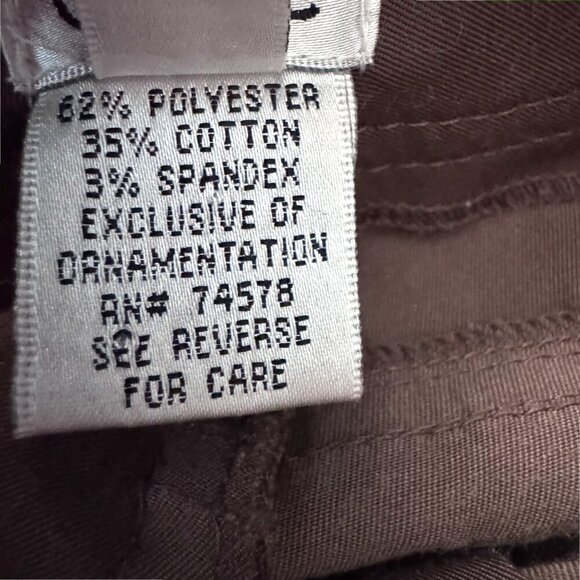 62% POLYESTER
35% COTTON
3% SPANDEX
EXCLUSIVE OF
ORNAMENTATION
RN# 74578
SEE REVERSE
FOR CARE